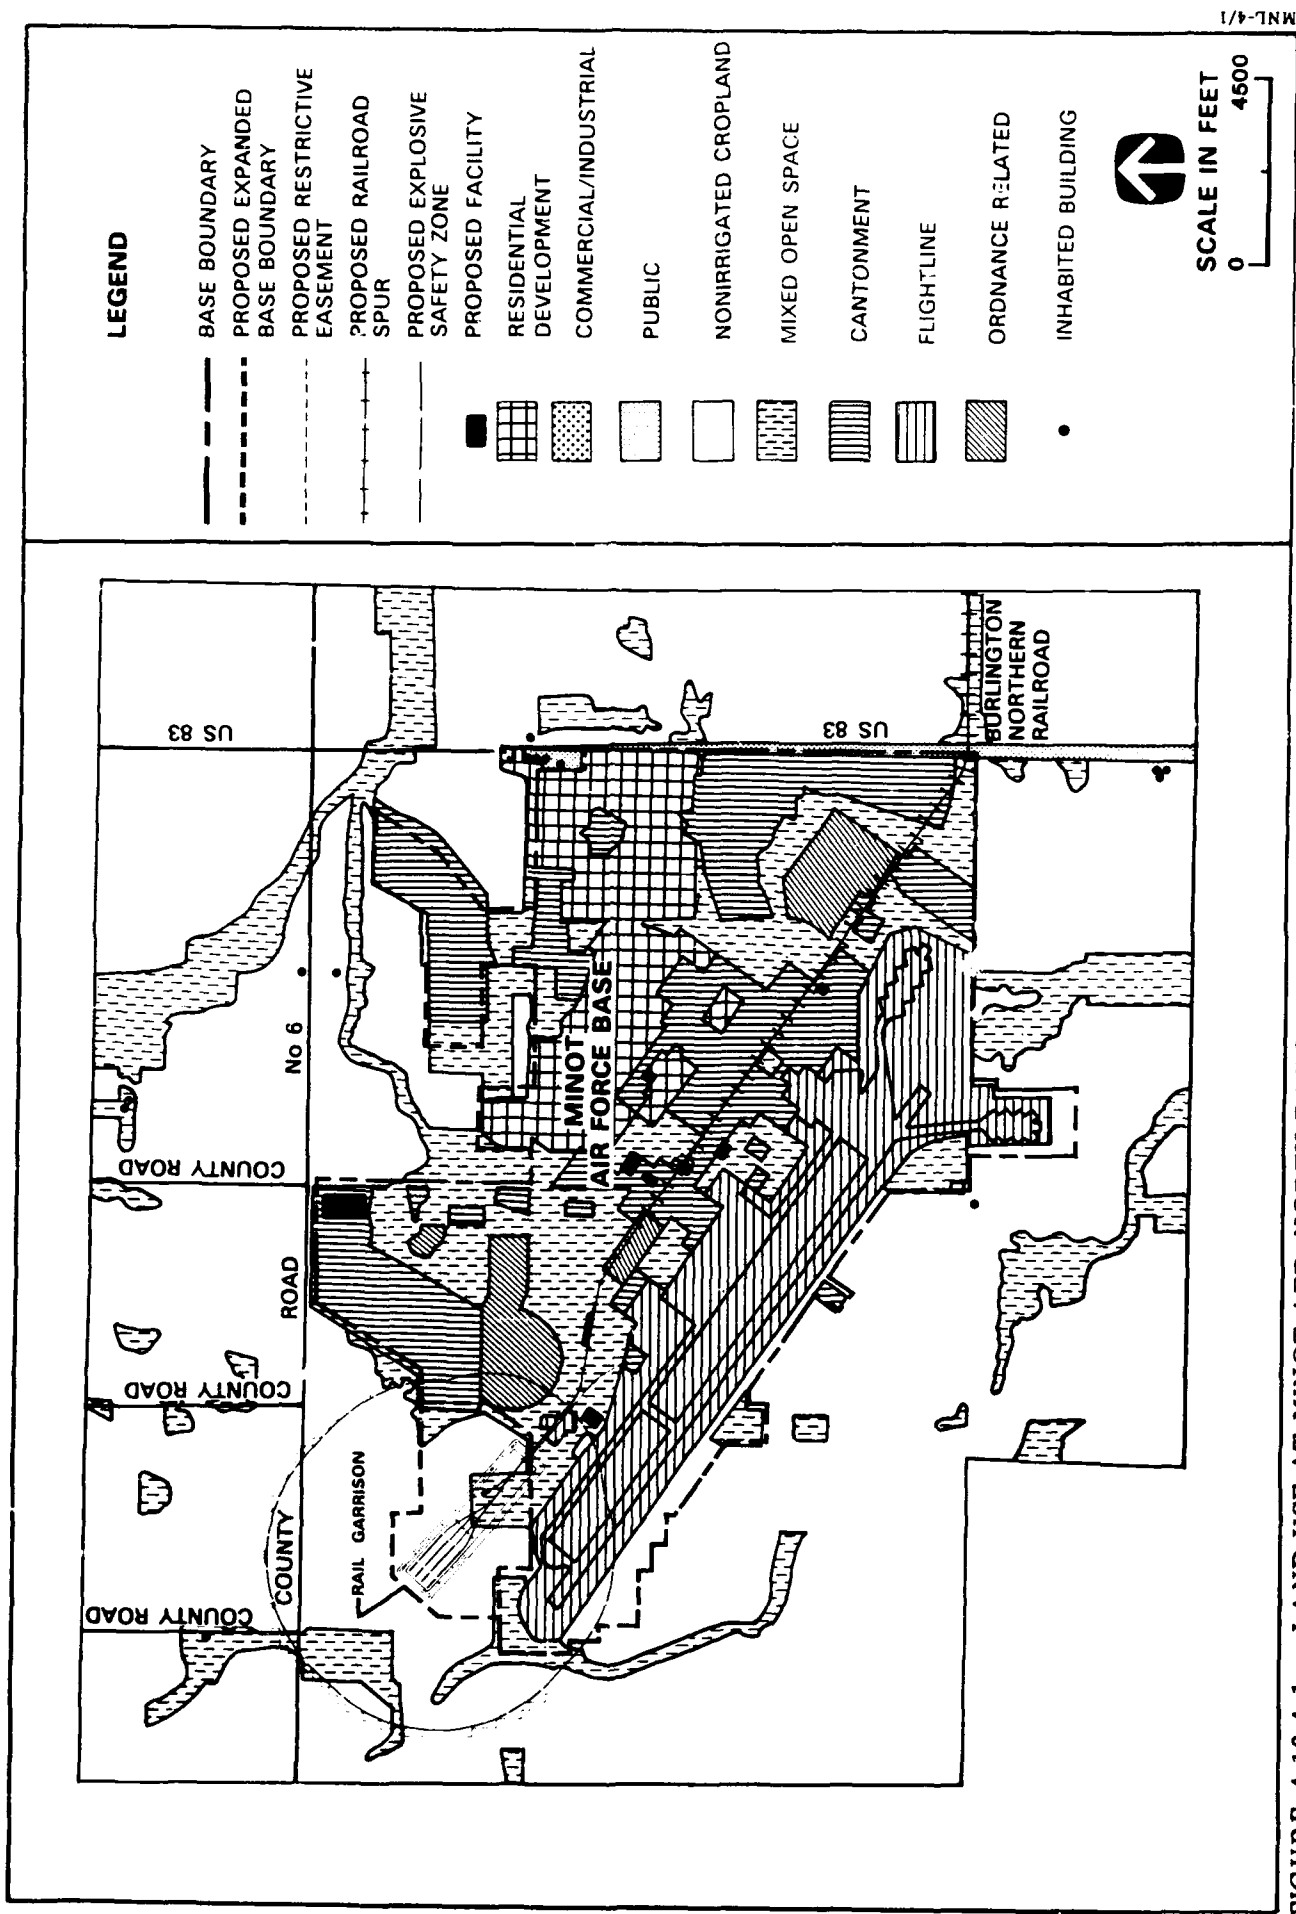 MNL-4/1
LEGEND
BASE BOUNDARY
PROPOSED EXPANDED
BASE BOUNDARY
PROPOSED RESTRICTIVE
EASEMENT
PROPOSED RAILROAD
SPUR
PROPOSED EXPLOSIVE
SAFETY ZONE
PROPOSED FACILITY
RESIDENTIAL
DEVELOPMENT
COMMERCIAL/INDUSTRIAL
PUBLIC
NONIRRIGATED CROPLAND
MIXED OPEN SPACE
CANTONMENT
FLIGHTLINE
ORDNANCE RELATED
INHABITED BUILDING
SCALE IN FEET
0 4500
COUNTY ROAD
COUNTY ROAD
COUNTY ROAD
US 83
COUNTY
ROAD
No 6
RAIL GARRISON
MINOT
AIR FORCE BASE
US 83
BURLINGTON
NORTHERN
RAILROAD